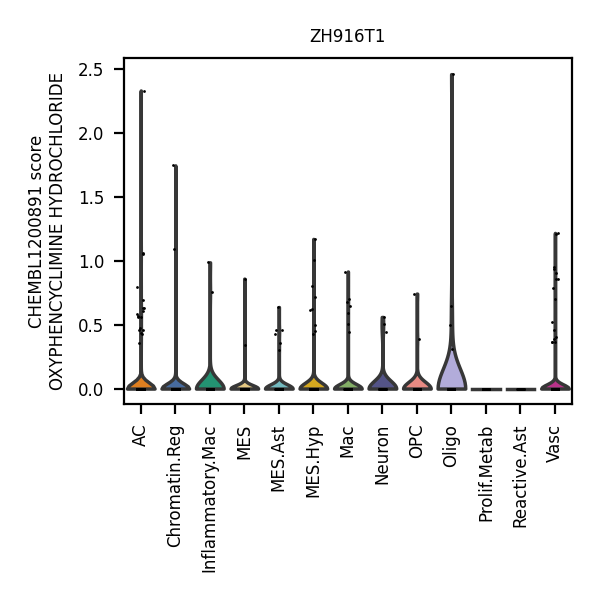 ZH916T1
CHEMBL1200891 score
OXYPHENCYCLIMINE HYDROCHLORIDE
2.5
2.0
1.5
1.0
0.5
0.0
AC
Chromatin.Reg
Inflammatory.Mac
MES
MES.Ast
MES.Hyp
Mac
Neuron
OPC
Oligo
Prolif.Metab
Reactive.Ast
Vasc